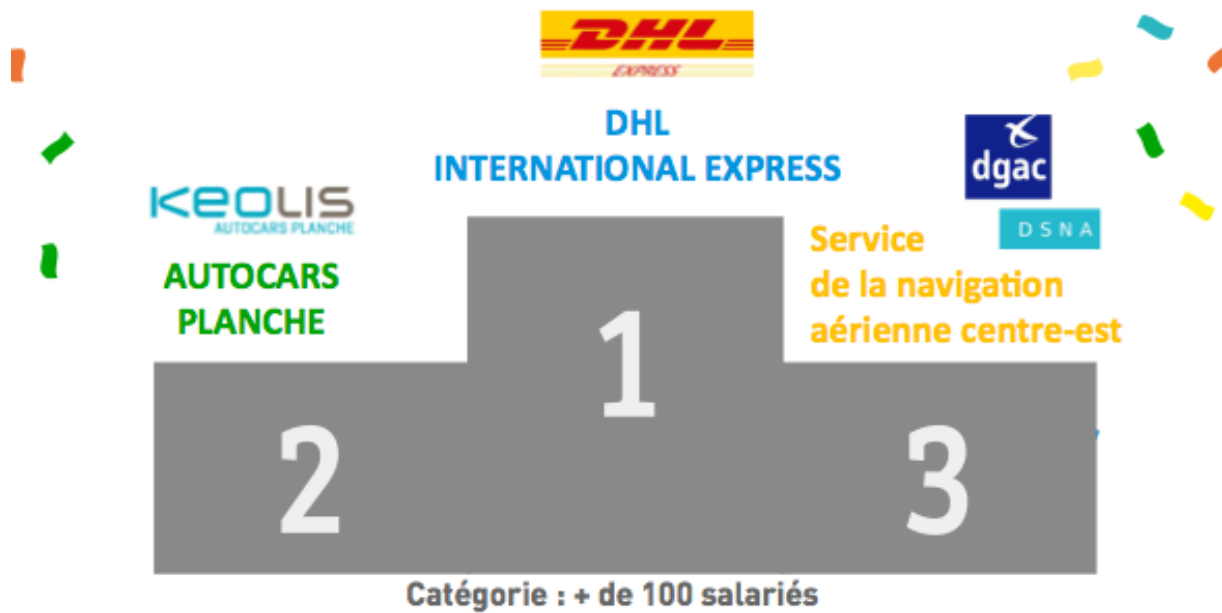 DHL
EXPRESS
DHL
INTERNATIONAL EXPRESS
dgac
DSNA
KEOLIS
AUTOCARS PLANCHE
AUTOCARS
PLANCHE
Service
de la navigation
aérienne centre-est
1
2
3
Catégorie : + de 100 salariés